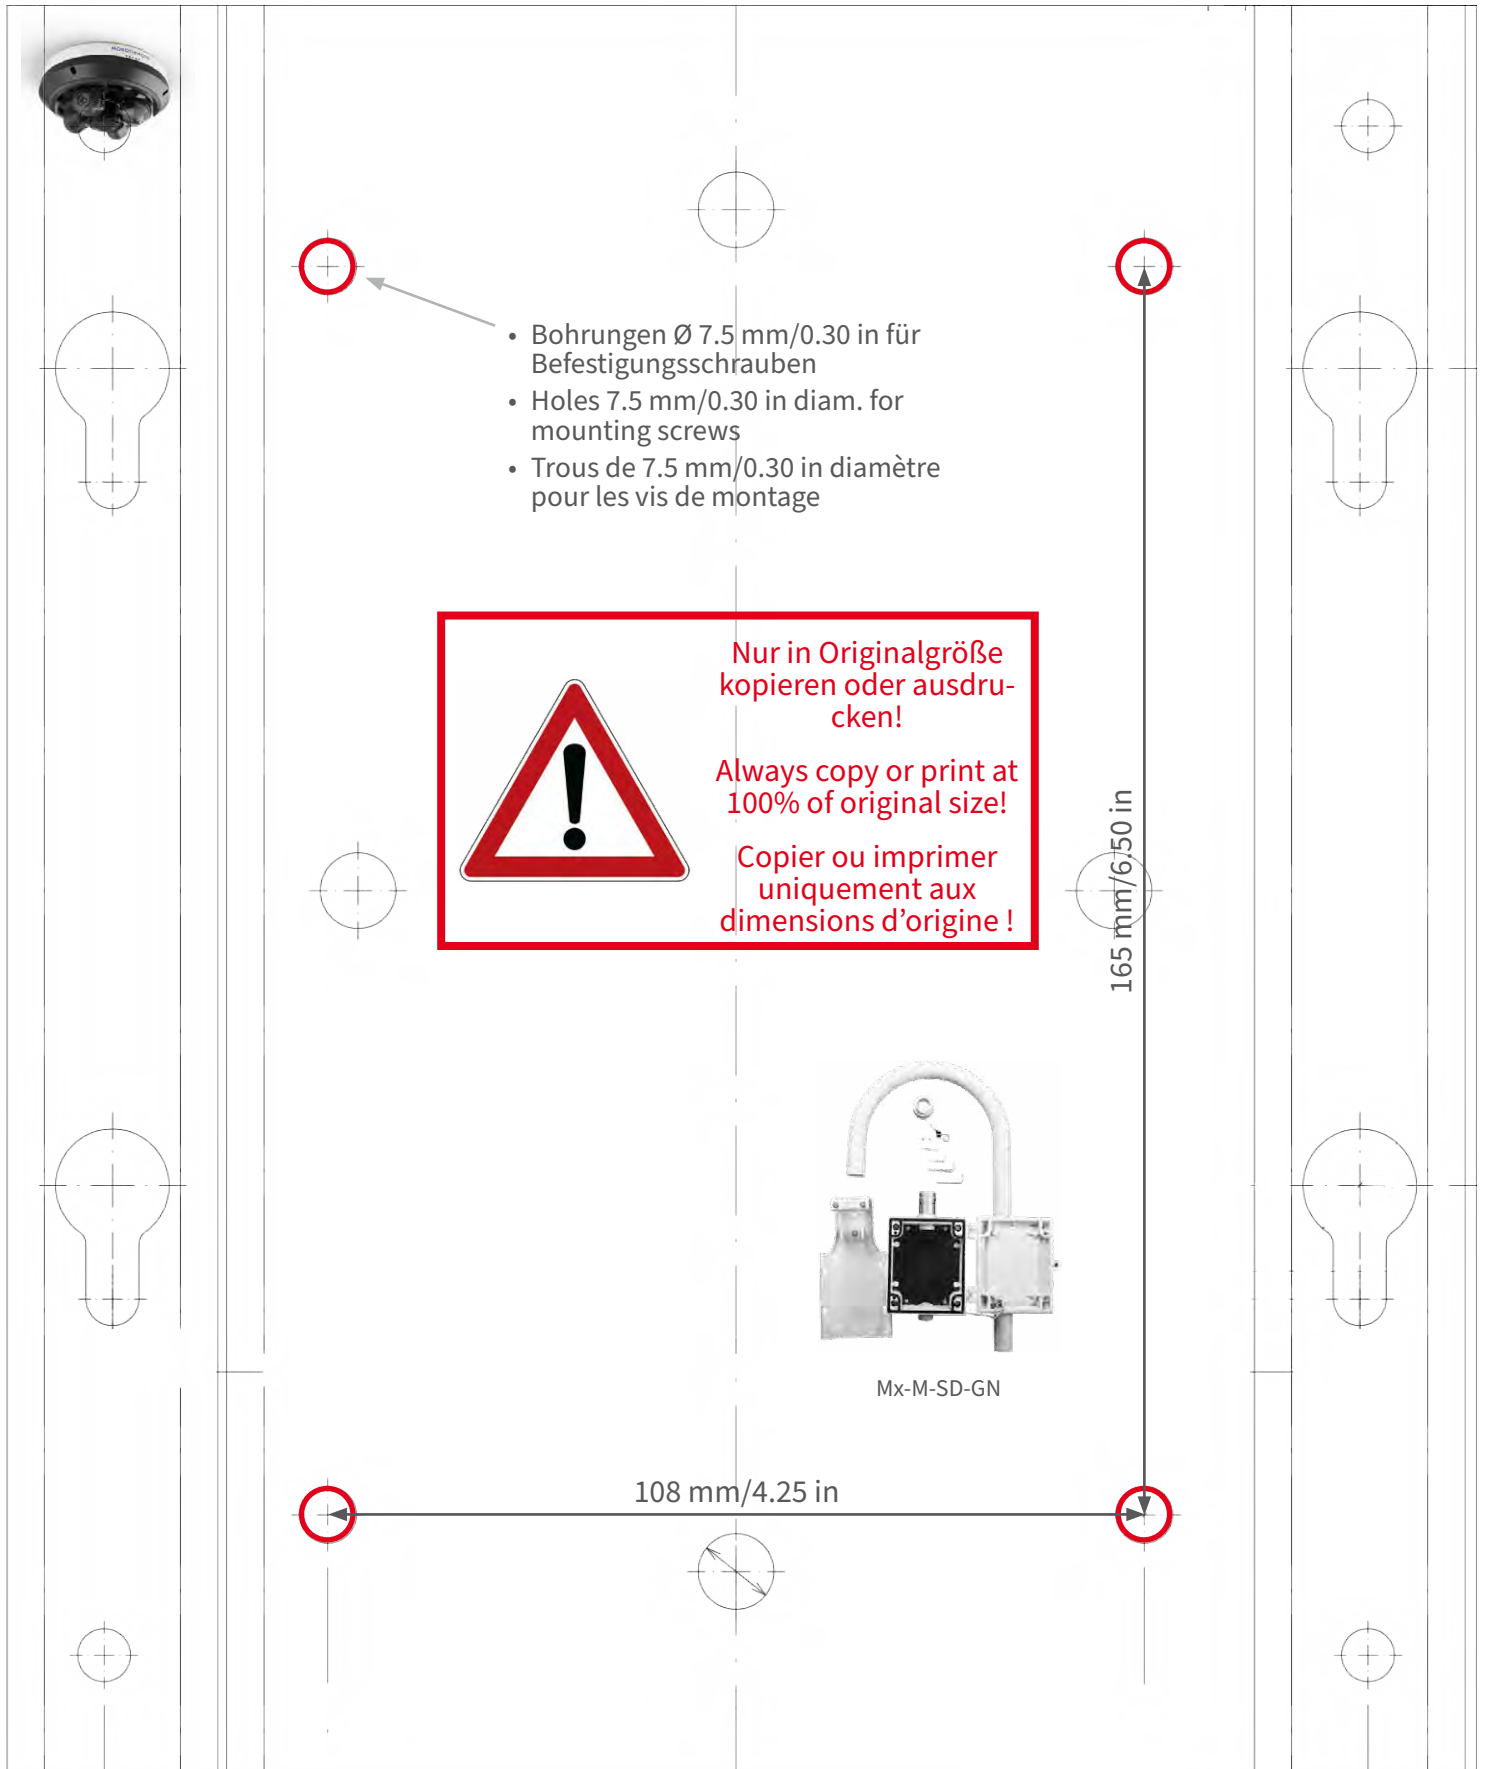 • Bohrungen Ø 7.5 mm/0.30 in für
Befestigungsschrauben
• Holes 7.5 mm/0.30 in diam. for
mounting screws
• Trous de 7.5 mm/0.30 in diamètre
pour les vis de montage
Nur in Originalgröße
kopieren oder ausdru-
cken!
Always copy or print at
100% of original size!
Copier ou imprimer
uniquement aux
dimensions d’origine !
165 mm/6.50 in
Mx-M-SD-GN
108 mm/4.25 in